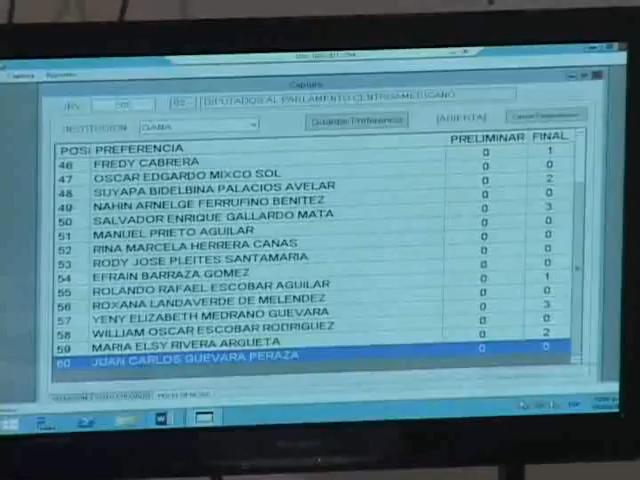 Captura
02 DIPUTADOS AL PARLAMENTO CENTROAMERICANO
INSTITUCION GANA Guardar Preferencia [ABIERTA]
POSI PREFERENCIA PRELIMINAR FINAL
46 FREDY CABRERA 0 1
47 OSCAR EDGARDO MIXCO SOL 0 0
48 SUYAPA BIDELBINA PALACIOS AVELAR 0 2
49 NAHIN ARNELGE FERRUFINO BENITEZ 0 0
50 SALVADOR ENRIQUE GALLARDO MATA 0 3
51 MANUEL PRIETO AGUILAR 0 0
52 RINA MARCELA HERRERA CAÑAS 0 0
53 RODY JOSE PLEITES SANTAMARIA 0 0
54 EFRAIN BARRAZA GOMEZ 0 0
55 ROLANDO RAFAEL ESCOBAR AGUILAR 0 1
56 ROXANA LANDAVERDE DE MELENDEZ 0 0
57 YENY ELIZABETH MEDRANO GUEVARA 0 3
58 WILLIAM OSCAR ESCOBAR RODRIGUEZ 0 0
59 MARIA ELSY RIVERA ARGUETA 0 2
60 JUAN CARLOS GUEVARA PERAZA 0 0